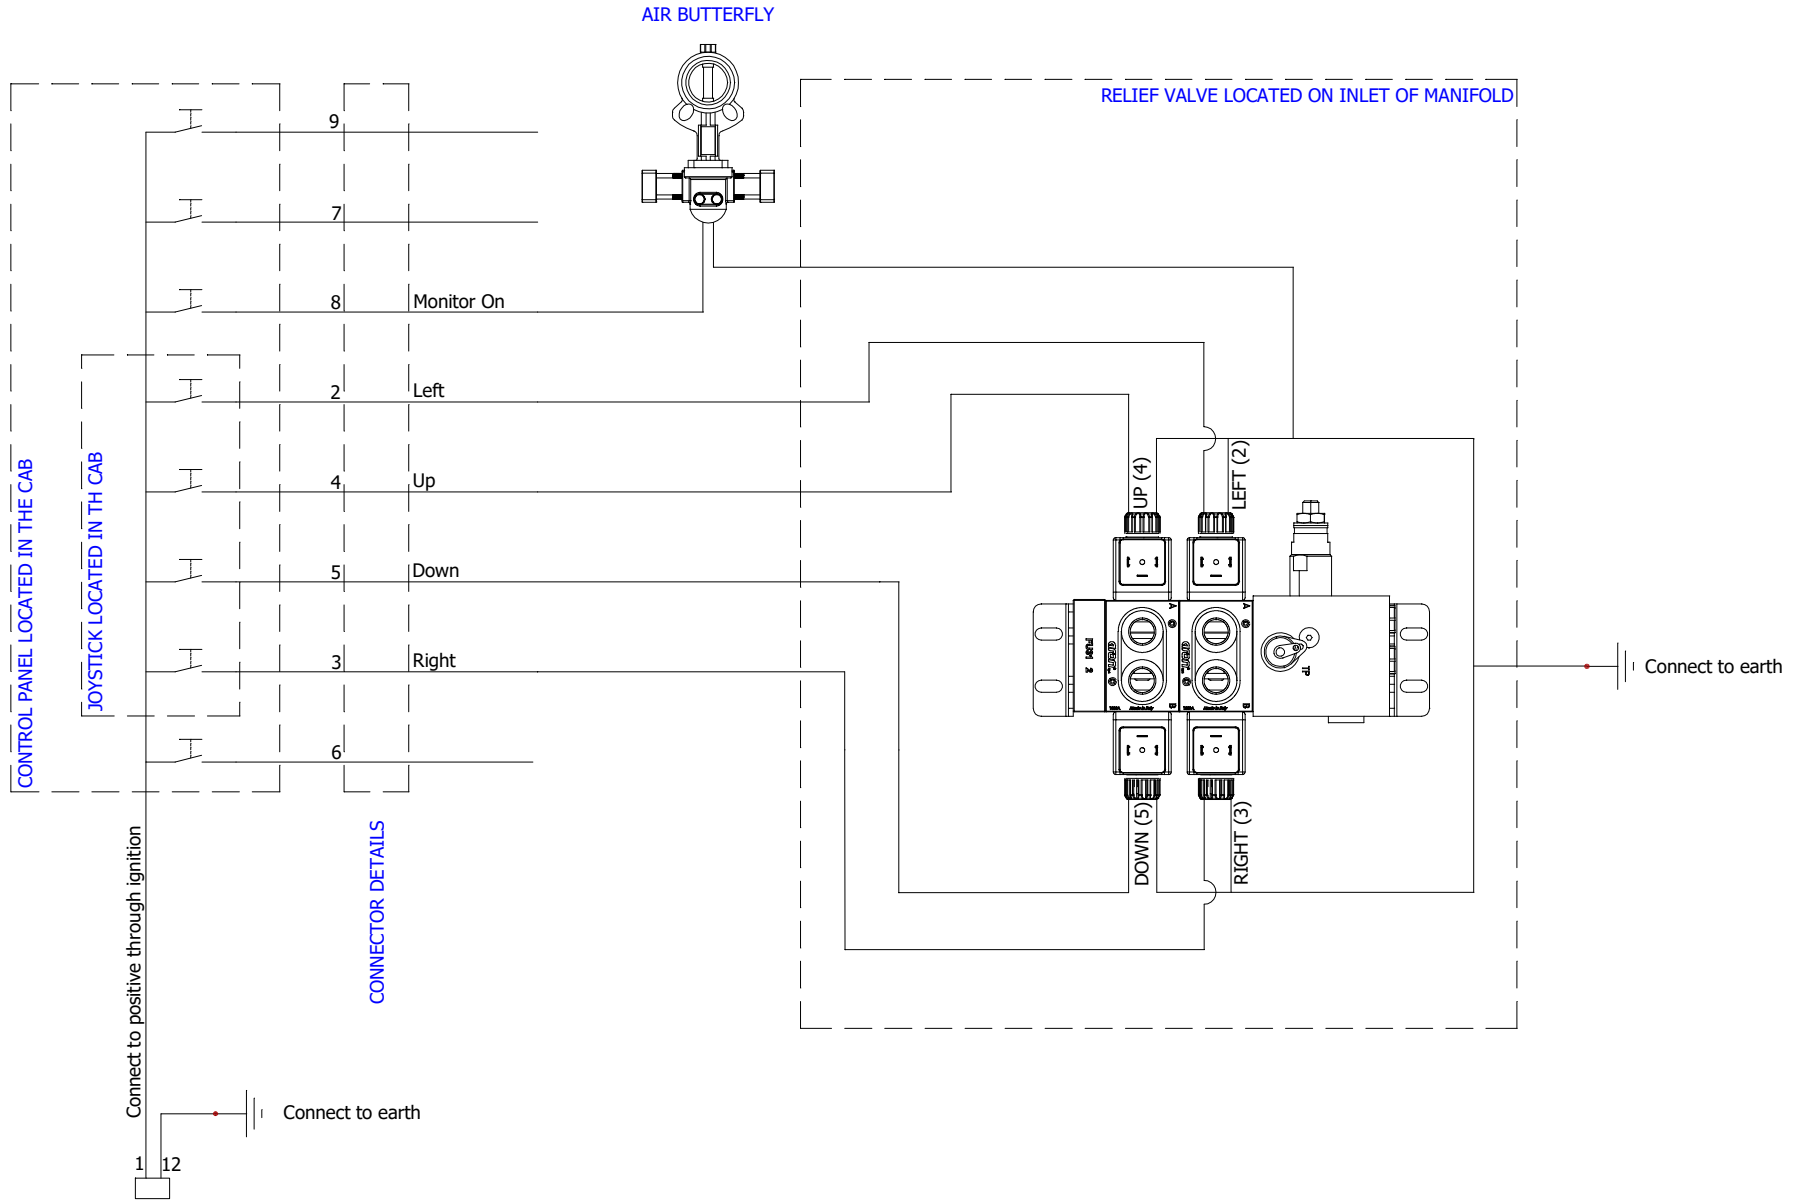 AIR BUTTERFLY
RELIEF VALVE LOCATED ON INLET OF MANIFOLD
9
7
8
Monitor On
2
Left
4
Up
5
Down
3
Right
6
CONTROL PANEL LOCATED IN THE CAB
JOYSTICK LOCATED IN TH CAB
CONNECTOR DETAILS
Connect to positive through ignition
Connect to earth
1
12
UP (4)
LEFT (2)
DOWN (5)
RIGHT (3)
A
A
B
B
TP
Connect to earth